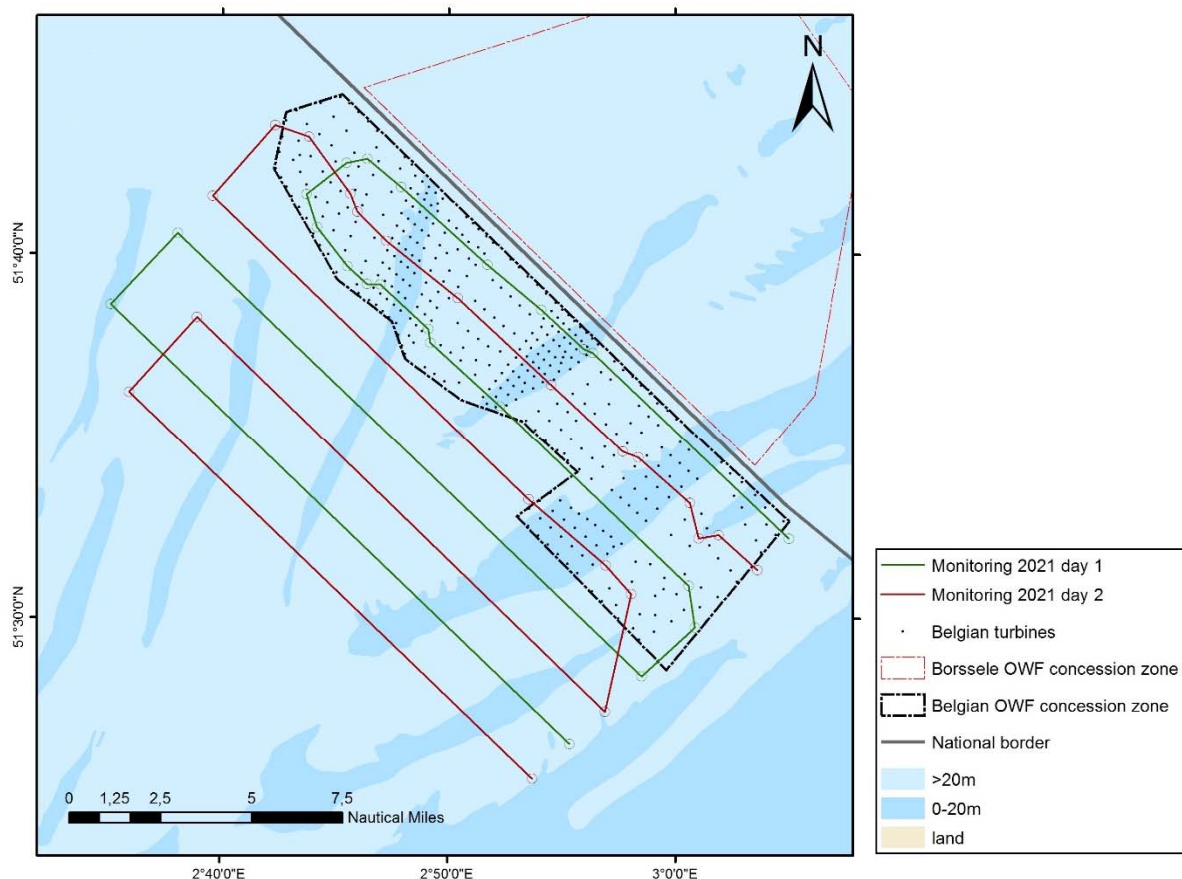 N
51°40'0"N
51°30'0"N
0 1,25 2,5 5 7,5
Nautical Miles
2°40'0"E 2°50'0"E 3°0'0"E
Monitoring 2021 day 1
Monitoring 2021 day 2
Belgian turbines
Borssele OWF concession zone
Belgian OWF concession zone
National border
>20m
0-20m
land